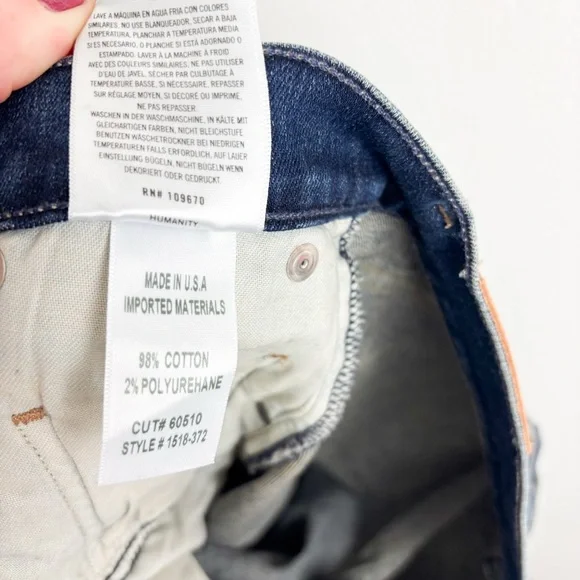 LAVE A MÁQUINA EN AGUA FRIA CON COLORES
SIMILARES. NO USE BLANQUEADOR, SECAR A BAJA
TEMPERATURA, PLANCHAR A TEMPERATURA MEDIA
SI ES NECESARIO, O PLANCHE SI ESTÁ ADORNADO O
ESTAMPADO. LAVER À LA MACHINE À FROID
AVEC DES COULEURS SIMILAIRES. NE PAS UTILISER
D'EAU DE JAVEL. SÉCHER PAR CULBUTAGE À
TEMPÉRATURE BASSE, SI NÉCESSAIRE, REPASSER
SUR RÉGLAGE MOYEN, SI DÉCORÉ OU IMPRIMÉ,
NE PAS REPASSER.
WASCHEN IN DER WASCHMASCHINE, IN KÄLTE MIT
GLEICHARTIGEN FARBEN, NICHT BLEICHSTUFE
BENUTZEN WÄSCHETROCKNER BEI NIEDRIGEN
TEMPERATUREN FALLS ERFORDLICH, AUF LAUER
EINSTELLUNG BÜGELN, NICHT BÜGELN WENN
DEKORIERT ODER GEDRUCKT.
RN# 109670
HUMANITY
MADE IN U.S.A
IMPORTED MATERIALS
98% COTTON
2% POLYUREHANE
CUT# 60510
STYLE # 1518-372